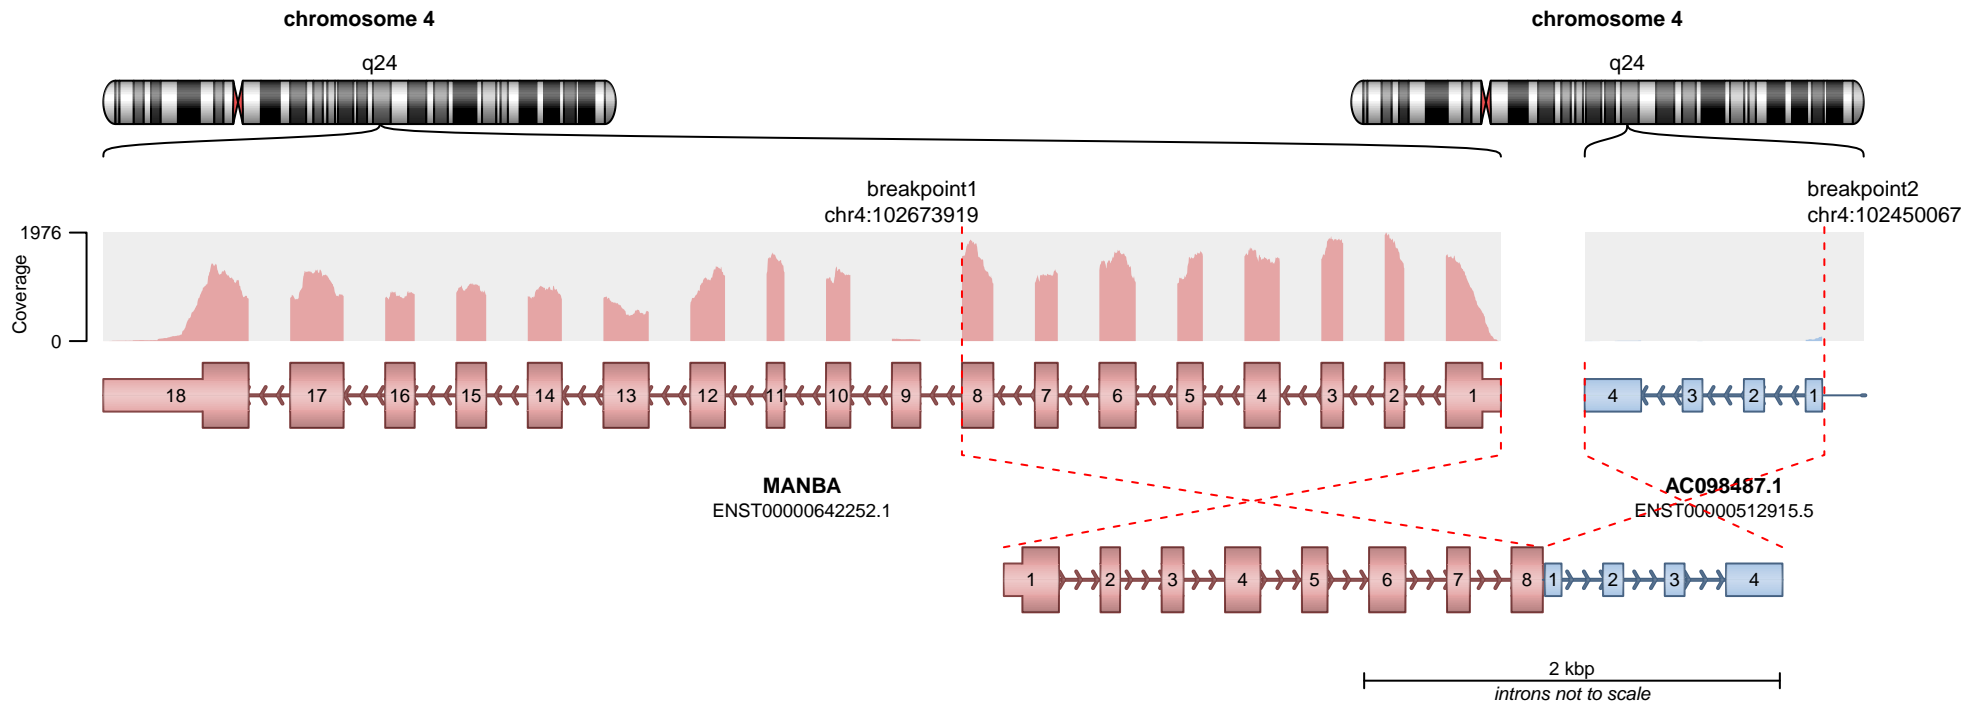 chromosome 4
chromosome 4
q24
q24
breakpoint1
chr4:102673919
breakpoint2
chr4:102450067
1976
Coverage
0
18 17 16 15 14 13 12 11 10 9 8 7 6 5 4 3 2 1
4 3 2 1
MANBA
ENST00000642252.1
AC098487.1
ENST00000512915.5
1 2 3 4 5 6 7 8 1 2 3 4
2 kbp
introns not to scale